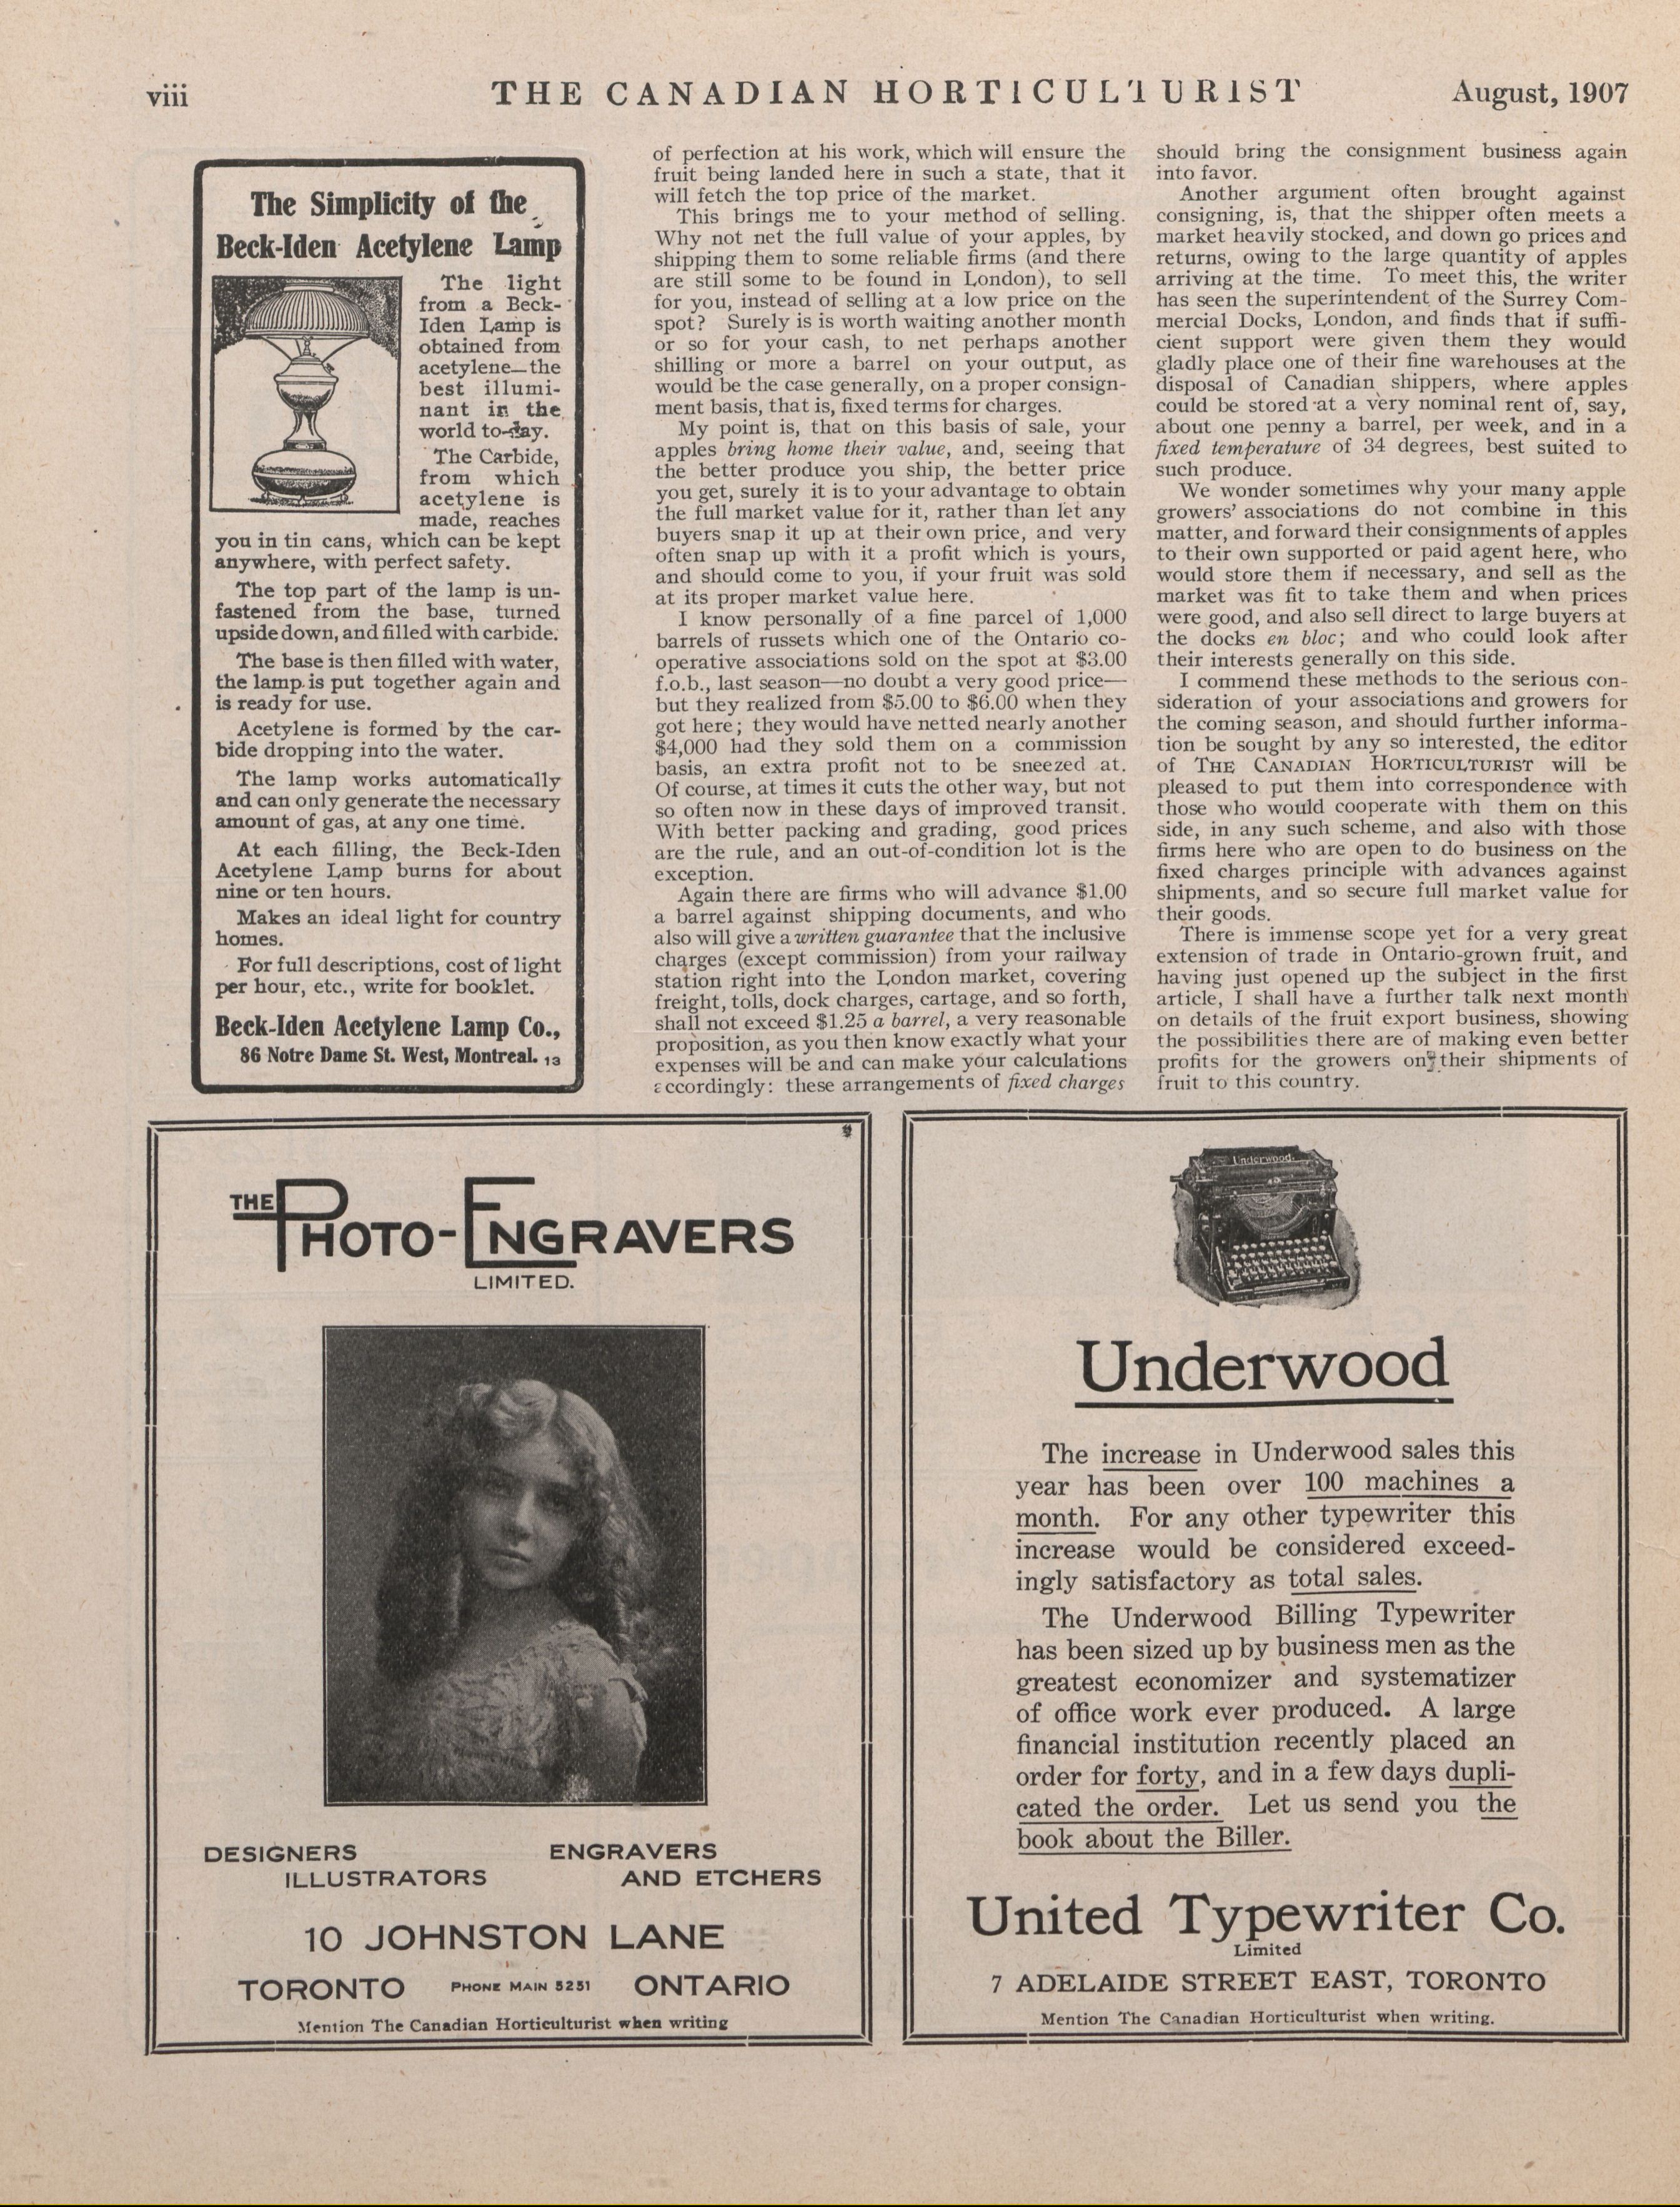 viii
THE CANADIAN HORTICULTURIST
August, 1907
The Simplicity of the
Beck-Iden Acetylene Lamp
The light
from a Beck-
Iden Lamp is
obtained from
acetylene—the
best illumi-
nant in the
world to-day.
The Carbide,
from which
acetylene is
made, reaches
you in tin cans, which can be kept
anywhere, with perfect safety.
The top part of the lamp is un-
fastened from the base, turned
upside down, and filled with carbide.
The base is then filled with water,
the lamp is put together again and
is ready for use.
Acetylene is formed by the car-
bide dropping into the water.
The lamp works automatically
and can only generate the necessary
amount of gas, at any one time.
At each filling, the Beck-Iden
Acetylene Lamp burns for about
nine or ten hours.
Makes an ideal light for country
homes.
For full descriptions, cost of light
per hour, etc., write for booklet.
Beck-Iden Acetylene Lamp Co.,
86 Notre Dame St. West, Montreal. 13
of perfection at his work, which will ensure the
fruit being landed here in such a state, that it
will fetch the top price of the market.
This brings me to your method of selling.
Why not net the full value of your apples, by
shipping them to some reliable firms (and there
are still some to be found in London), to sell
for you, instead of selling at a low price on the
spot? Surely is is worth waiting another month
or so for your cash, to net perhaps another
shilling or more a barrel on your output, as
would be the case generally, on a proper consign-
ment basis, that is, fixed terms for charges.
My point is, that on this basis of sale, your
apples bring home their value, and, seeing that
the better produce you ship, the better price
you get, surely it is to your advantage to obtain
the full market value for it, rather than let any
buyers snap it up at their own price, and very
often snap up with it a profit which is yours,
and should come to you, if your fruit was sold
at its proper market value here.
I know personally of a fine parcel of 1,000
barrels of russets which one of the Ontario co-
operative associations sold on the spot at $3.00
f.o.b., last season—no doubt a very good price—
but they realized from $5.00 to $6.00 when they
got here; they would have netted nearly another
$4,000 had they sold them on a commission
basis, an extra profit not to be sneezed at.
Of course, at times it cuts the other way, but not
so often now in these days of improved transit.
With better packing and grading, good prices
are the rule, and an out-of-condition lot is the
exception.
Again there are firms who will advance $1.00
a barrel against shipping documents, and who
also will give a written guarantee that the inclusive
charges (except commission) from your railway
station right into the London market, covering
freight, tolls, dock charges, cartage, and so forth,
shall not exceed $1.25 a barrel, a very reasonable
proposition, as you then know exactly what your
expenses will be and can make your calculations
accordingly: these arrangements of fixed charges
should bring the consignment business again
into favor.
Another argument often brought against
consigning, is, that the shipper often meets a
market heavily stocked, and down go prices and
returns, owing to the large quantity of apples
arriving at the time. To meet this, the writer
has seen the superintendent of the Surrey Com-
mercial Docks, London, and finds that if suffi-
cient support were given them they would
gladly place one of their fine warehouses at the
disposal of Canadian shippers, where apples
could be stored at a very nominal rent of, say,
about one penny a barrel, per week, and in a
fixed temperature of 34 degrees, best suited to
such produce.
We wonder sometimes why your many apple
growers' associations do not combine in this
matter, and forward their consignments of apples
to their own supported or paid agent here, who
would store them if necessary, and sell as the
market was fit to take them and when prices
were good, and also sell direct to large buyers at
the docks en bloc; and who could look after
their interests generally on this side.
I commend these methods to the serious con-
sideration of your associations and growers for
the coming season, and should further informa-
tion be sought by any so interested, the editor
of THE CANADIAN HORTICULTURIST will be
pleased to put them into correspondence with
those who would cooperate with them on this
side, in any such scheme, and also with those
firms here who are open to do business on the
fixed charges principle with advances against
shipments, and so secure full market value for
their goods.
There is immense scope yet for a very great
extension of trade in Ontario-grown fruit, and
having just opened up the subject in the first
article, I shall have a further talk next month
on details of the fruit export business, showing
the possibilities there are of making even better
profits for the growers on their shipments of
fruit to this country.
THE PHOTO-ENGRAVERS
LIMITED.
DESIGNERS
ILLUSTRATORS
ENGRAVERS
AND ETCHERS
10 JOHNSTON LANE
TORONTO PHONE MAIN 5251 ONTARIO
Mention The Canadian Horticulturist when writing
Underwood
Underwood
The increase in Underwood sales this
year has been over 100 machines a
month. For any other typewriter this
increase would be considered exceed-
ingly satisfactory as total sales.
The Underwood Billing Typewriter
has been sized up by business men as the
greatest economizer and systematizer
of office work ever produced. A large
financial institution recently placed an
order for forty, and in a few days dupli-
cated the order. Let us send you the
book about the Biller.
United Typewriter Co.
Limited
7 ADELAIDE STREET EAST, TORONTO
Mention The Canadian Horticulturist when writing.